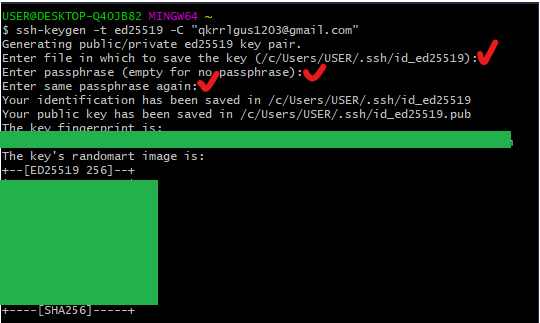 USER@DESKTOP-Q4OJB82 MINGW64 ~
$ ssh-keygen -t ed25519 -C "qkrrlgus1203@gmail.com"
Generating public/private ed25519 key pair.
Enter file in which to save the key (/c/Users/USER/.ssh/id_ed25519):
Enter passphrase (empty for no passphrase):
Enter same passphrase again:
Your identification has been saved in /c/Users/USER/.ssh/id_ed25519
Your public key has been saved in /c/Users/USER/.ssh/id_ed25519.pub
The key fingerprint is:
The key's randomart image is:
+--[ED25519 256]--+
+----[SHA256]-----+